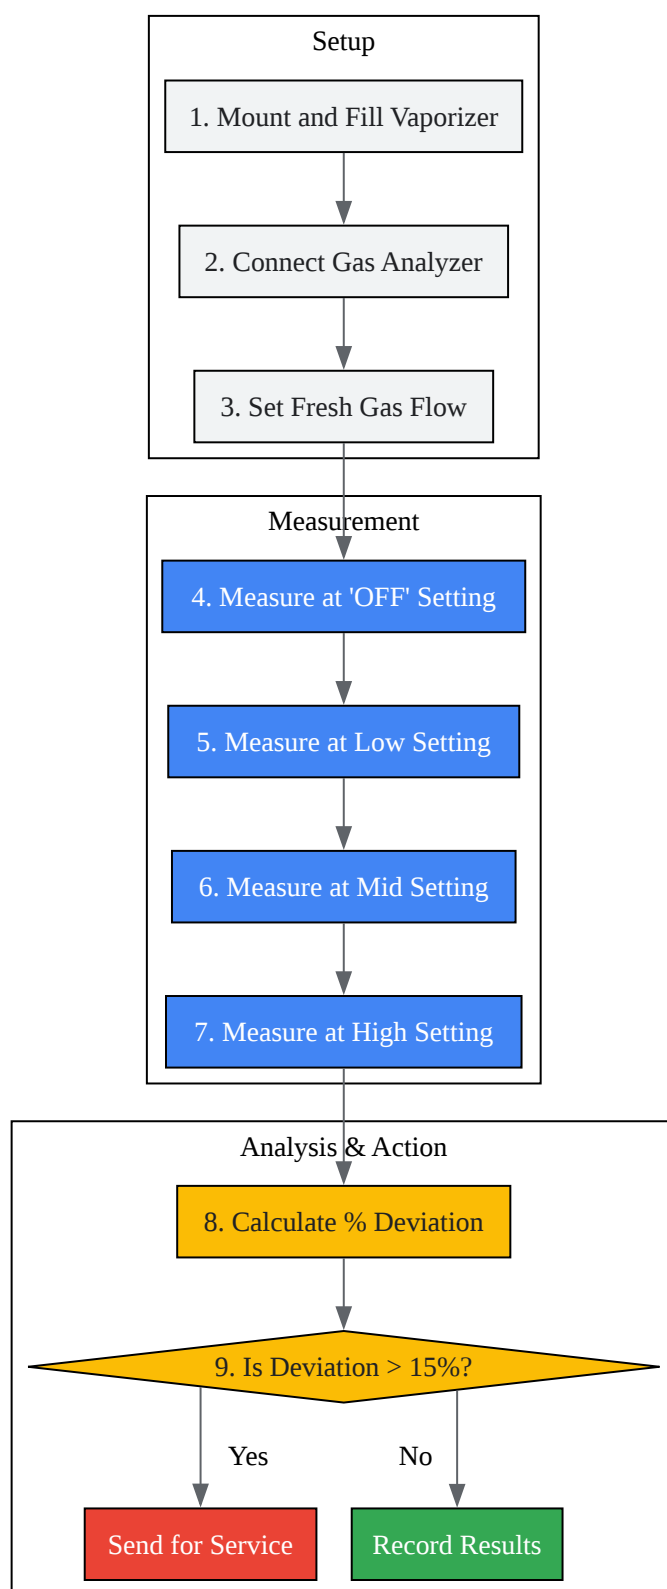 Setup
1. Mount and Fill Vaporizer
2. Connect Gas Analyzer
3. Set Fresh Gas Flow
Measurement
4. Measure at 'OFF' Setting
5. Measure at Low Setting
6. Measure at Mid Setting
7. Measure at High Setting
Analysis & Action
8. Calculate % Deviation
9. Is Deviation > 15%?
Yes
No
Send for Service
Record Results